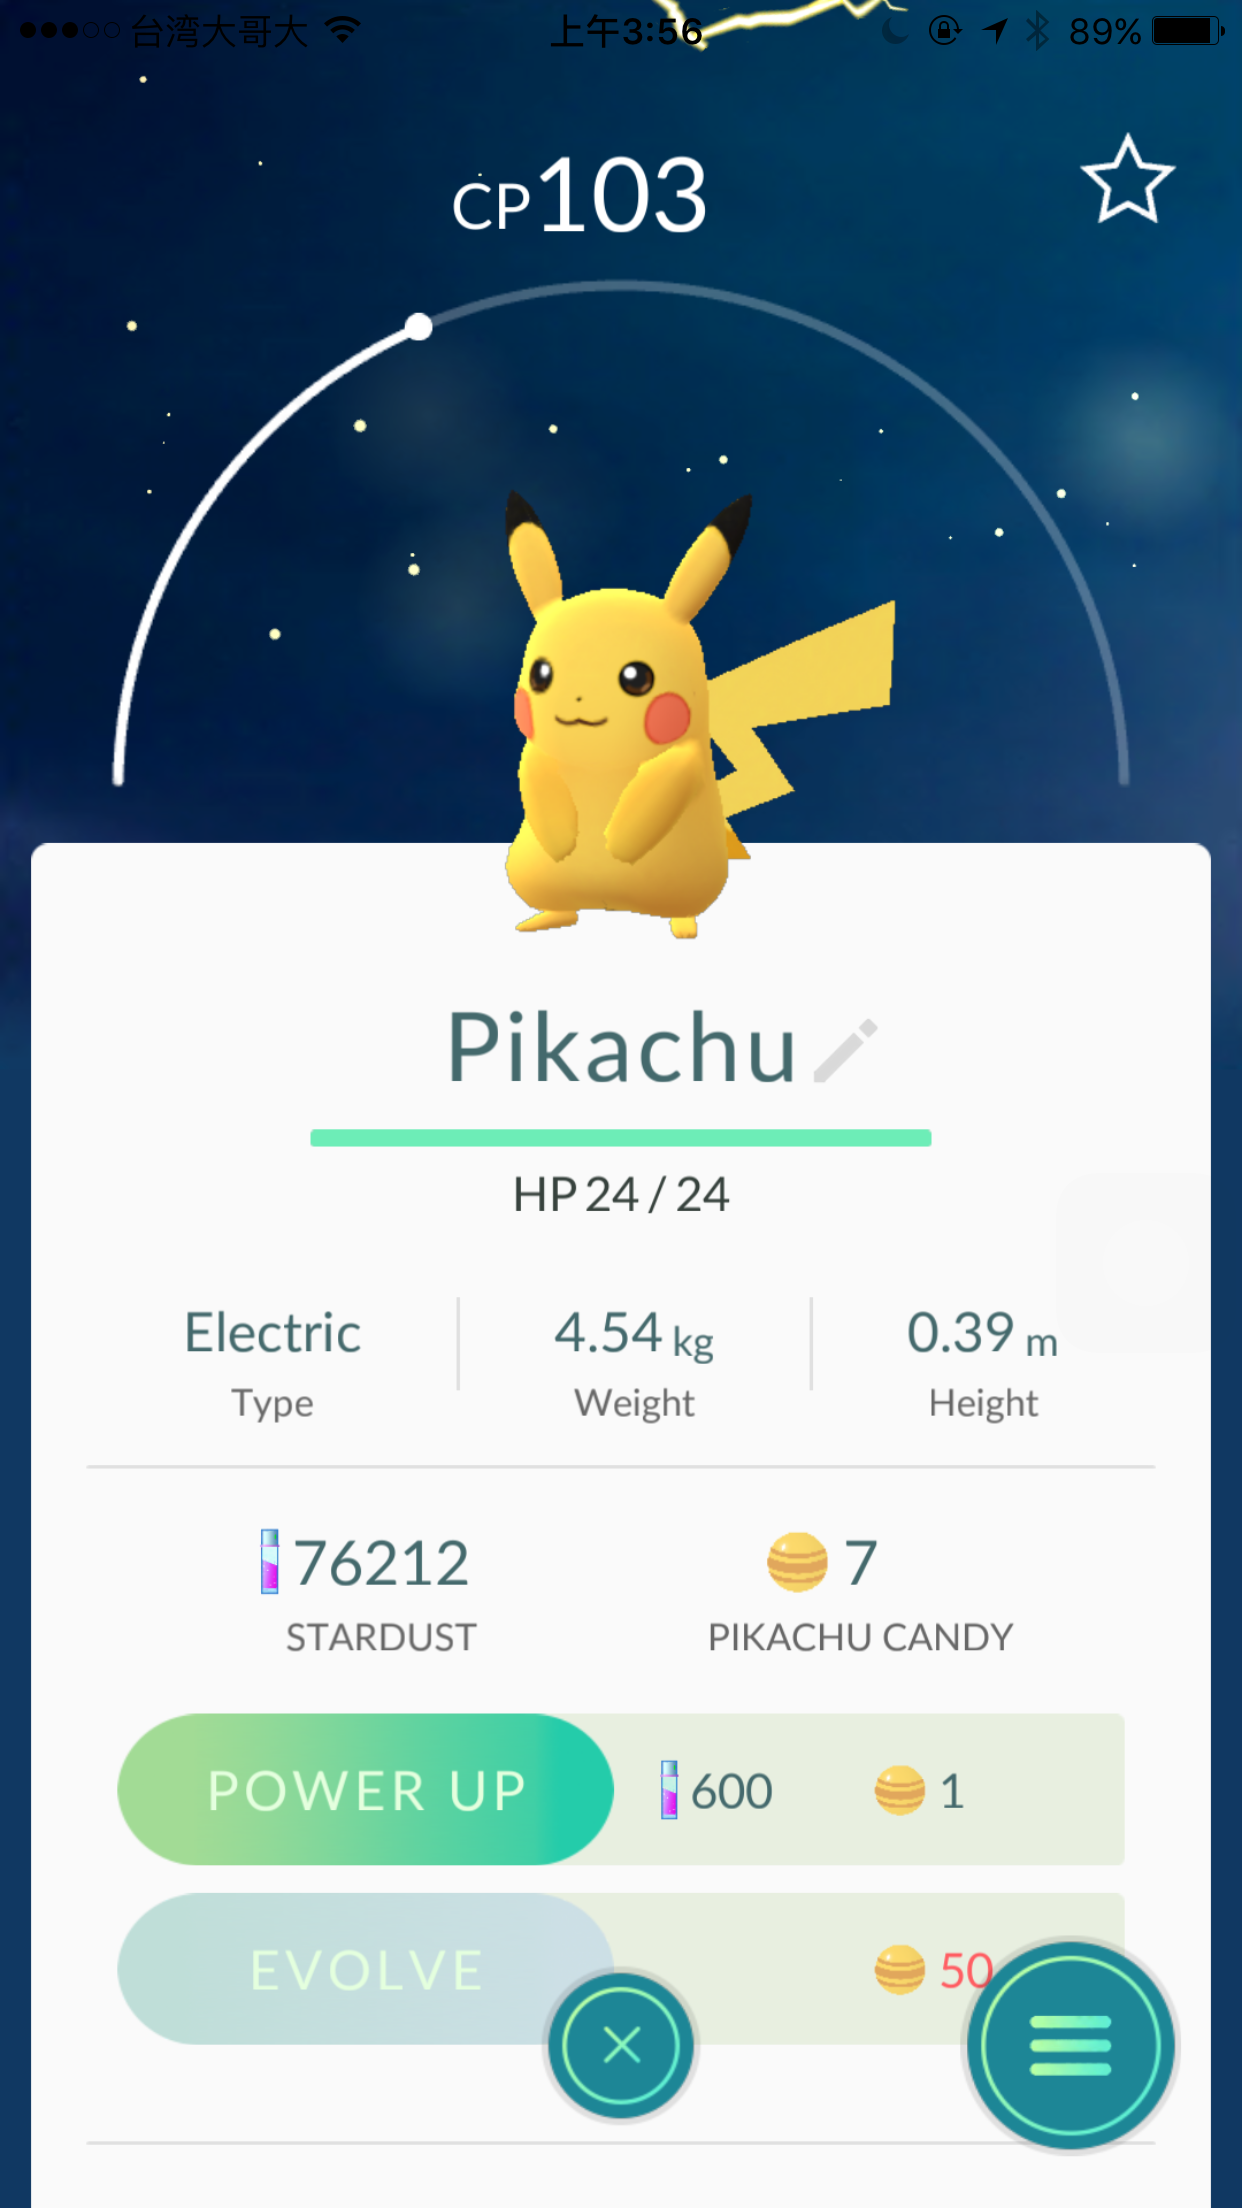 台湾大哥大 上午3:56 89%
CP103
Pikachu
HP 24 / 24
Electric 4.54 kg 0.39 m
Type Weight Height
76212 7
STARDUST PIKACHU CANDY
POWER UP 600 1
EVOLVE 50